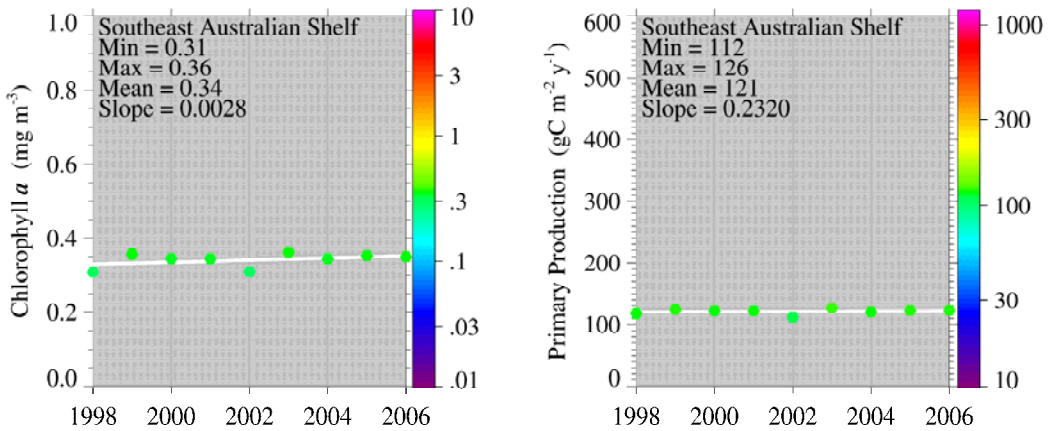 Southeast Australian Shelf
Min = 0.31
Max = 0.36
Mean = 0.34
Slope = 0.0028
Chlorophyll a (mg m-3)
1.0
0.8
0.6
0.4
0.2
0.0
1998 2000 2002 2004 2006
10
3
1
.3
.1
.03
.01
Southeast Australian Shelf
Min = 112
Max = 126
Mean = 121
Slope = 0.2320
Primary Production (gC m-2 y-1)
600
500
400
300
200
100
0
1998 2000 2002 2004 2006
1000
300
100
30
10